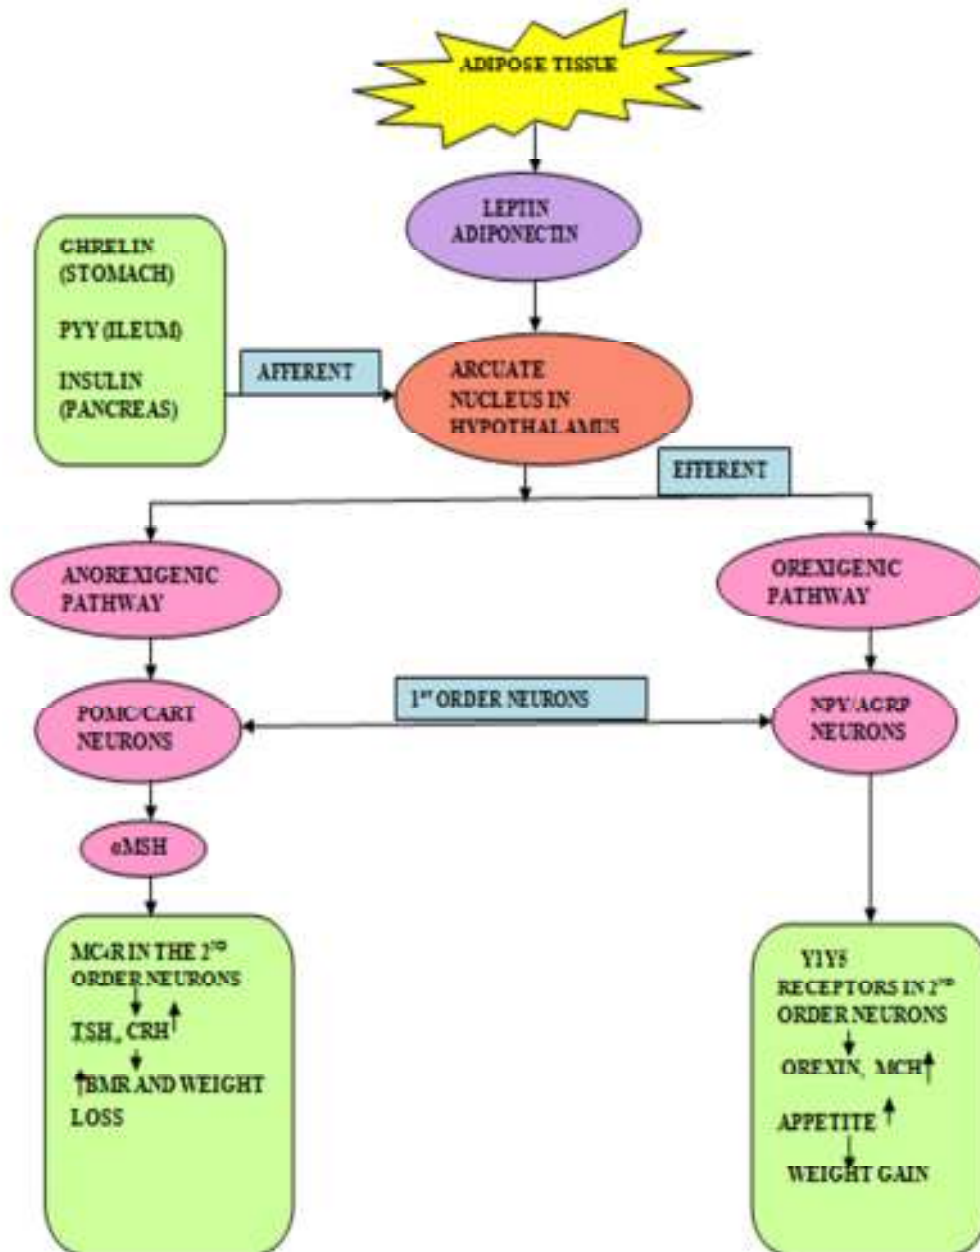 ADIPOSE TISSUE
LEPTIN
ADIPONECTIN
GHRELIN
(STOMACH)
PYY (ILEUM)
INSULIN
(PANCREAS)
AFFERENT
ARCUATE
NUCLEUS IN
HYPOTHALAMUS
EFFERENT
ANOREXIGENIC
PATHWAY
OREXIGENIC
PATHWAY
POMC/CART
NEURONS
1ST ORDER NEURONS
NPY/AGRP
NEURONS
αMSH
MC4R IN THE 2ND
ORDER NEURONS
TSH, CRH↑
↑BMR AND WEIGHT
LOSS
Y1Y5
RECEPTORS IN 2ND
ORDER NEURONS
OREXIN, MCH↑
APPETITE ↑
WEIGHT GAIN